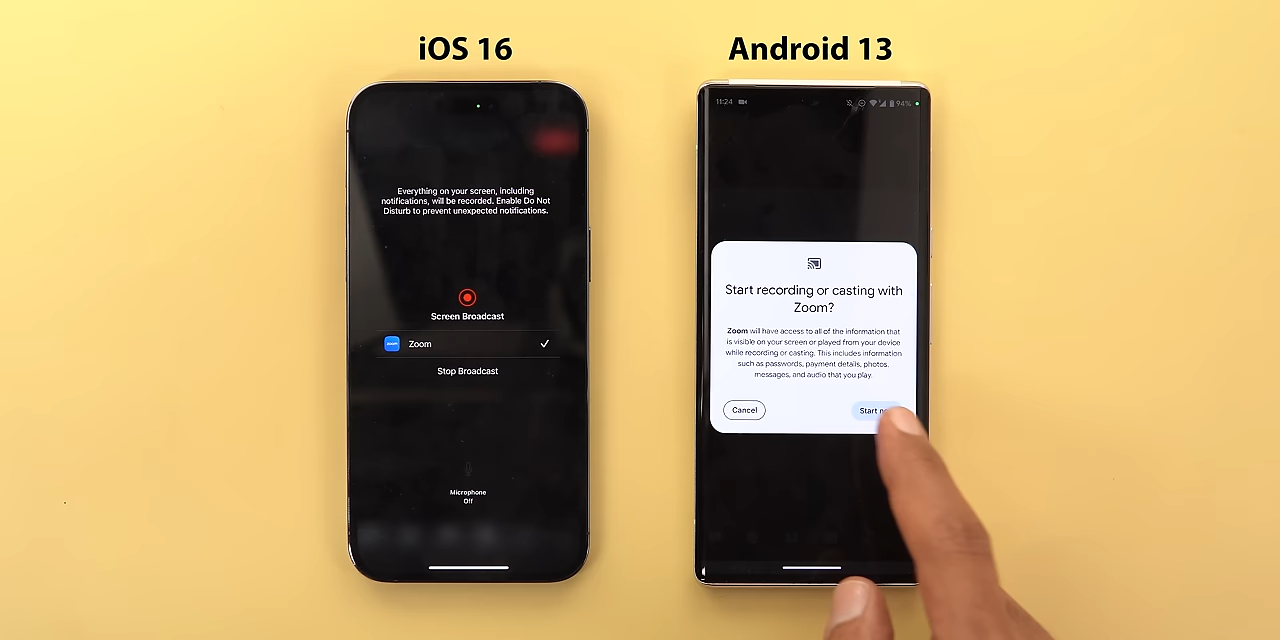 iOS 16
Everything on your screen, including
notifications, will be recorded. Enable Do Not
Disturb to prevent unexpected notifications.
Screen Broadcast
zoom
Zoom
Stop Broadcast
Microphone
Off
Android 13
11:24
94%
Start recording or casting with
Zoom?
Zoom will have access to all of the information that
is visible on your screen or played from your device
while recording or casting. This includes information
such as passwords, payment details, photos,
messages, and audio that you play.
Cancel
Start